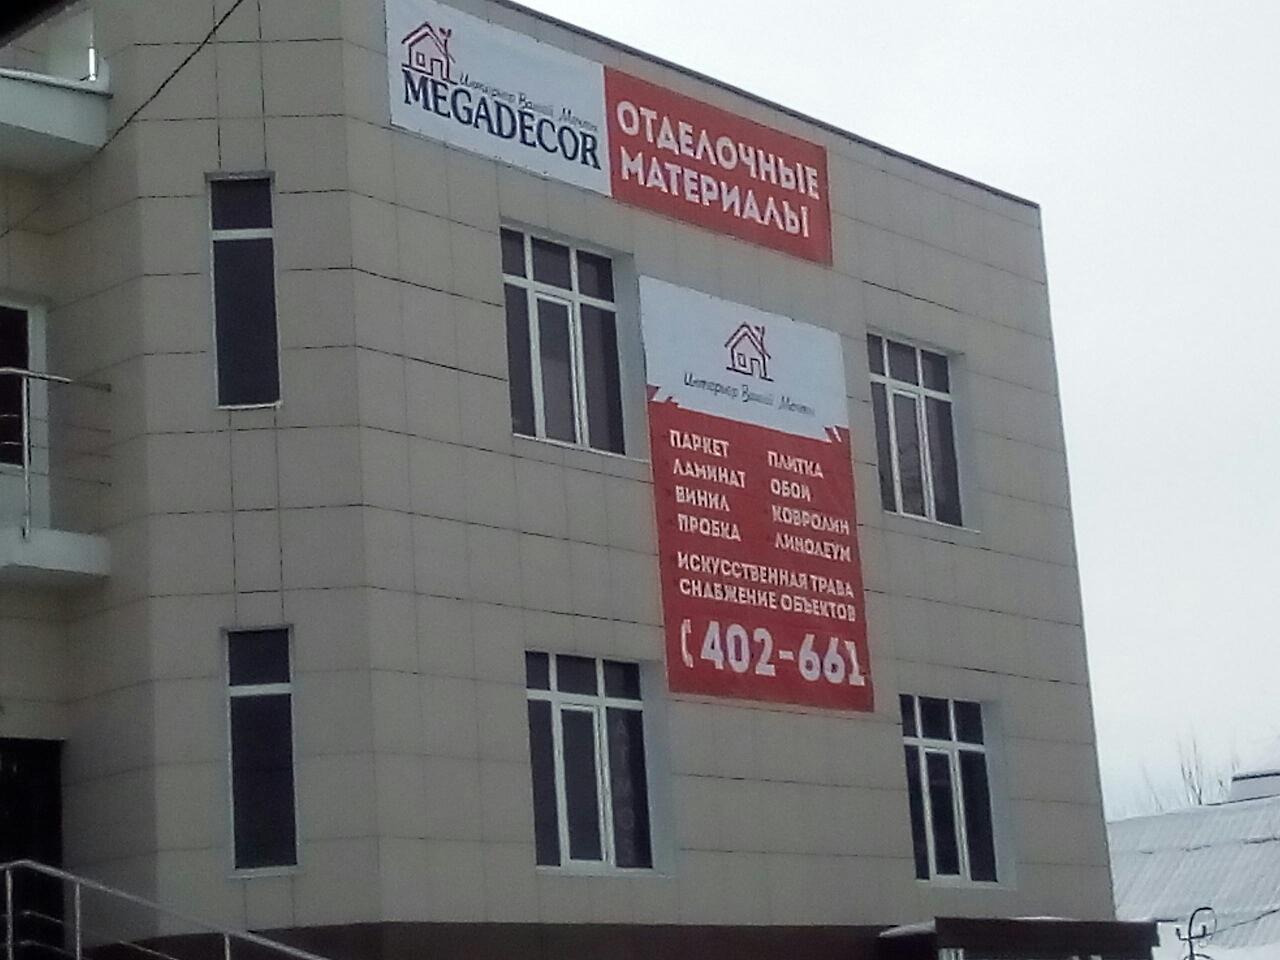 Интерьер Вашей Мечты
MEGADECOR
ОТДЕЛОЧНЫЕ
МАТЕРИАЛЫ
Интерьер Вашей Мечты
ПАРКЕТ
ЛАМИНАТ
ВИНИЛ
ПРОБКА
ПЛИТКА
ОБОИ
КОВРОЛИН
ЛИНОЛЕУМ
ИСКУССТВЕННАЯ ТРАВА
СНАБЖЕНИЕ ОБЪЕКТОВ
402-661